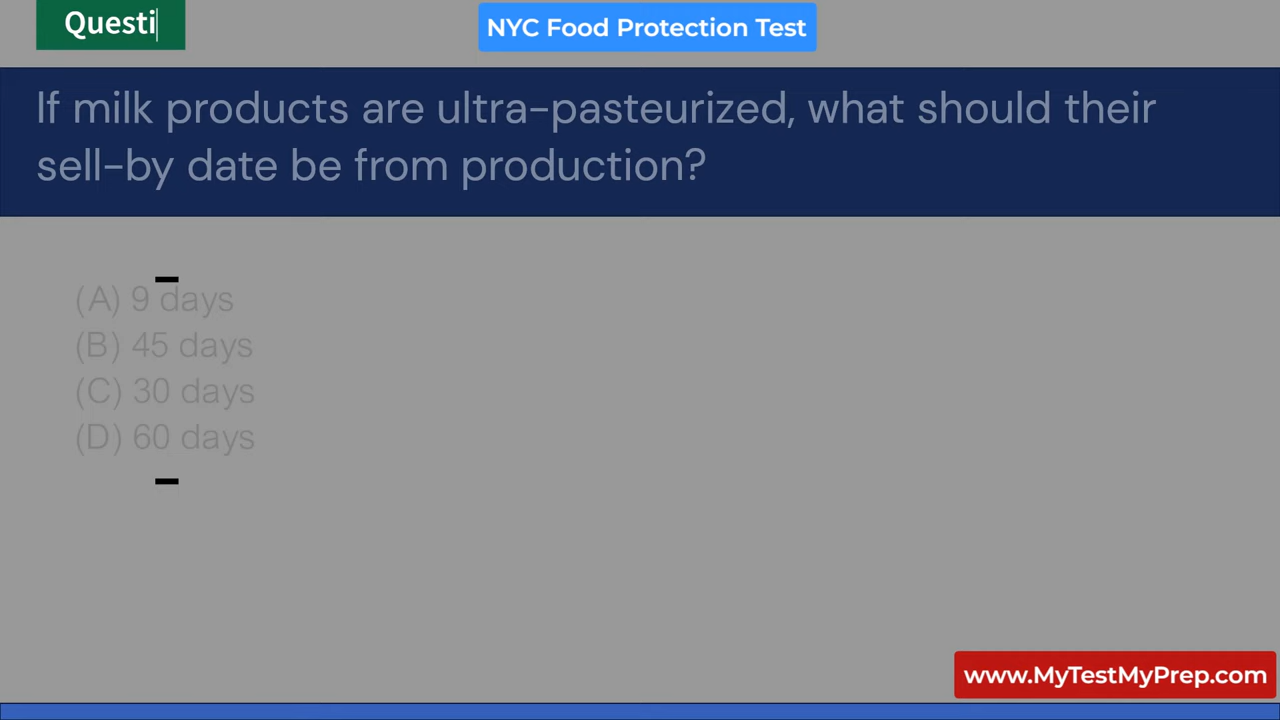 Questi
NYC Food Protection Test
If milk products are ultra-pasteurized, what should their
sell-by date be from production?
(A) 9 days
(B) 45 days
(C) 30 days
(D) 60 days
www.MyTestMyPrep.com